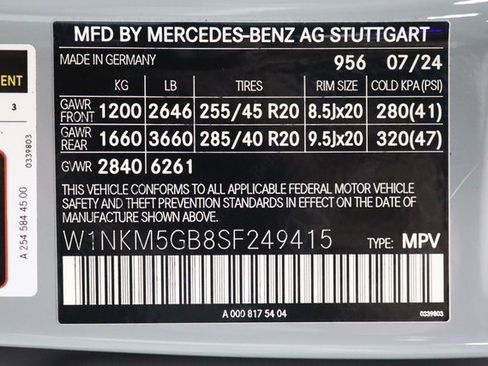 MFD BY MERCEDES-BENZ AG STUTTGART
MADE IN GERMANY 956 07/24
KG LB TIRES RIM SIZE COLD KPA (PSI)
GAWR FRONT 1200 2646 255/45 R20 8.5Jx20 280(41)
GAWR REAR 1660 3660 285/40 R20 9.5Jx20 320(47)
GVWR 2840 6261
THIS VEHICLE CONFORMS TO ALL APPLICABLE FEDERAL MOTOR VEHICLE
SAFETY AND THEFT PREVENTION STANDARDS IN EFFECT ON THE DATE
OF MANUFACTURE SHOWN ABOVE.
W1NKM5GB8SF249415 TYPE: MPV
A 000 817 54 04 0339803
ENT
3
0339803
A 254 584 45 00